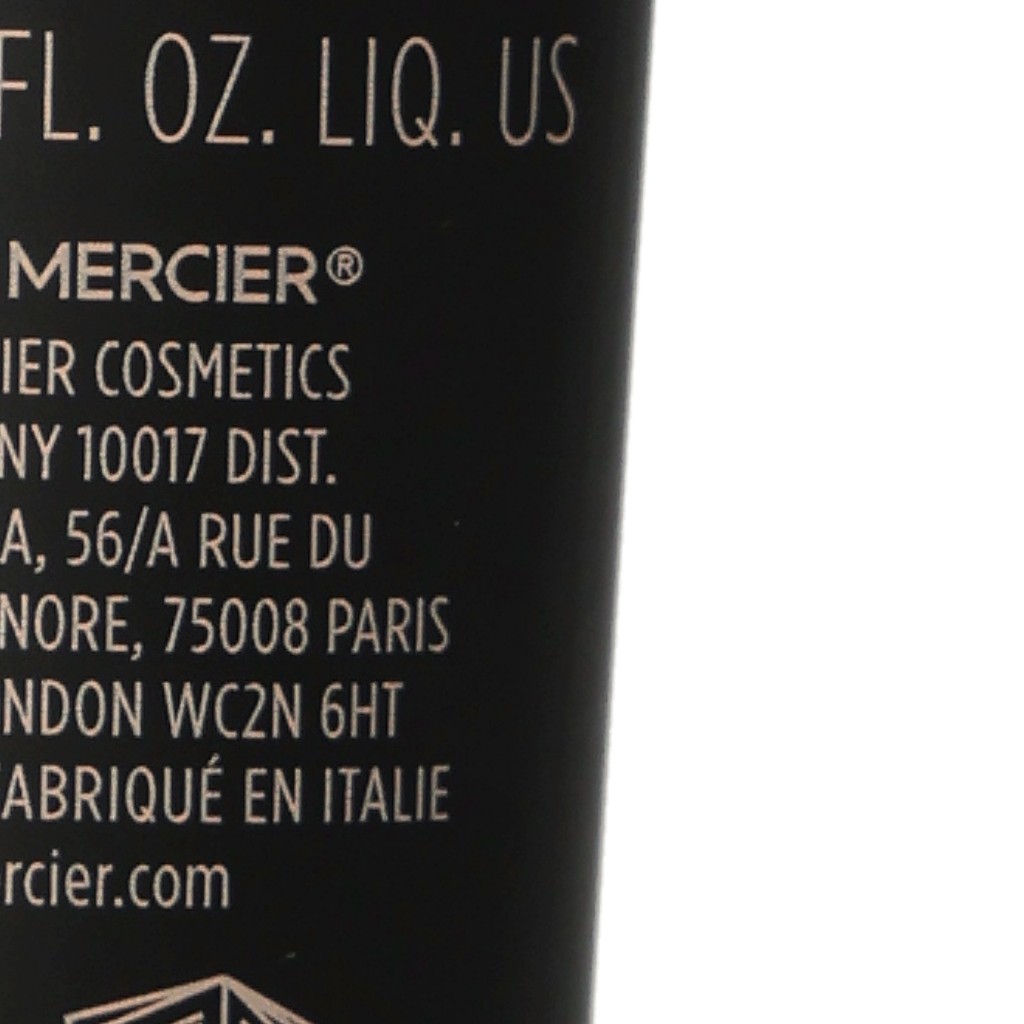 FL. OZ. LIQ. US
MERCIER®
IER COSMETICS
NY 10017 DIST.
A, 56/A RUE DU
NORE, 75008 PARIS
NDON WC2N 6HT
FABRIQUÉ EN ITALIE
rcier.com